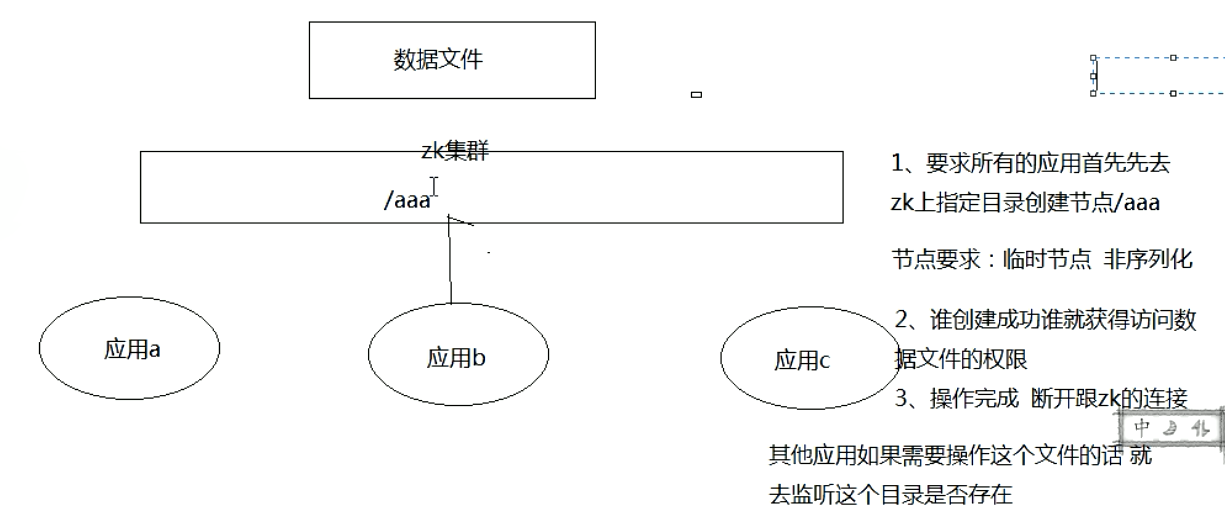 数据文件
zk集群
/aaa
应用a
应用b
应用c
1、要求所有的应用首先先去
zk上指定目录创建节点/aaa
节点要求：临时节点 非序列化
2、谁创建成功谁就获得访问数
据文件的权限
3、操作完成 断开跟zk的连接
中
其他应用如果需要操作这个文件的话 就
去监听这个目录是否存在